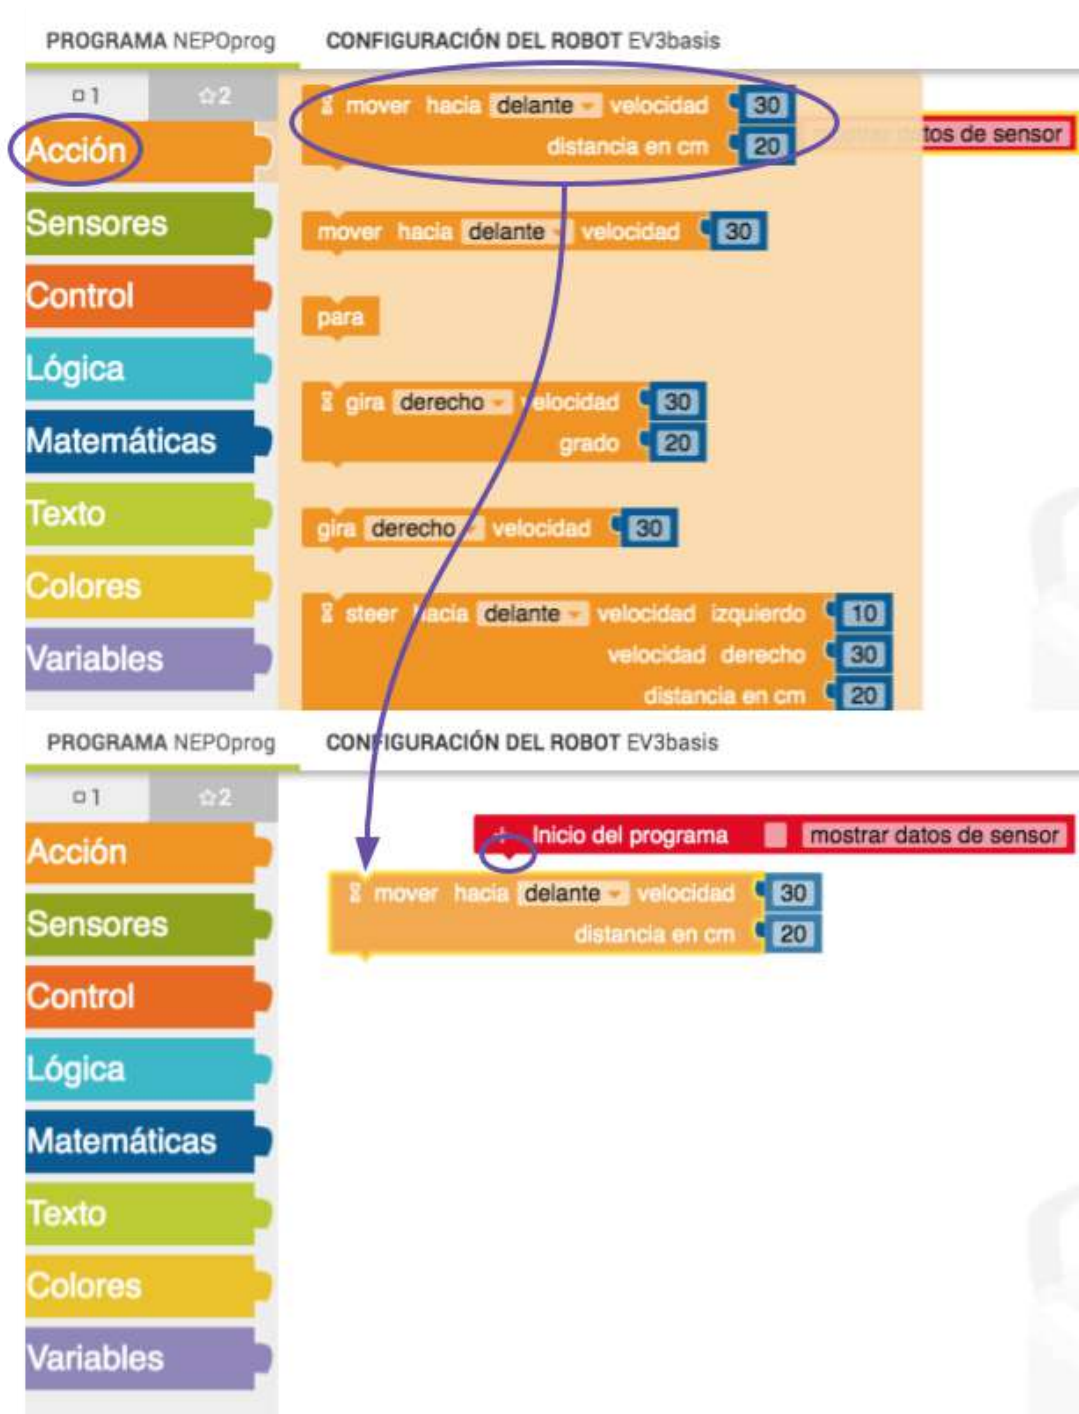 PROGRAMA NEPOprog CONFIGURACIÓN DEL ROBOT EV3basis
1 2
Acción
Sensores
Control
Lógica
Matemáticas
Texto
Colores
Variables
mover hacia delante velocidad 30
distancia en cm 20
mostrar datos de sensor
mover hacia delante velocidad 30
para
gira derecho velocidad 30
grado 20
gira derecho velocidad 30
steer hacia delante velocidad izquierdo 10
velocidad derecho 30
distancia en cm 20
PROGRAMA NEPOprog CONFIGURACIÓN DEL ROBOT EV3basis
1 2
Acción
Sensores
Control
Lógica
Matemáticas
Texto
Colores
Variables
+ Inicio del programa mostrar datos de sensor
mover hacia delante velocidad 30
distancia en cm 20